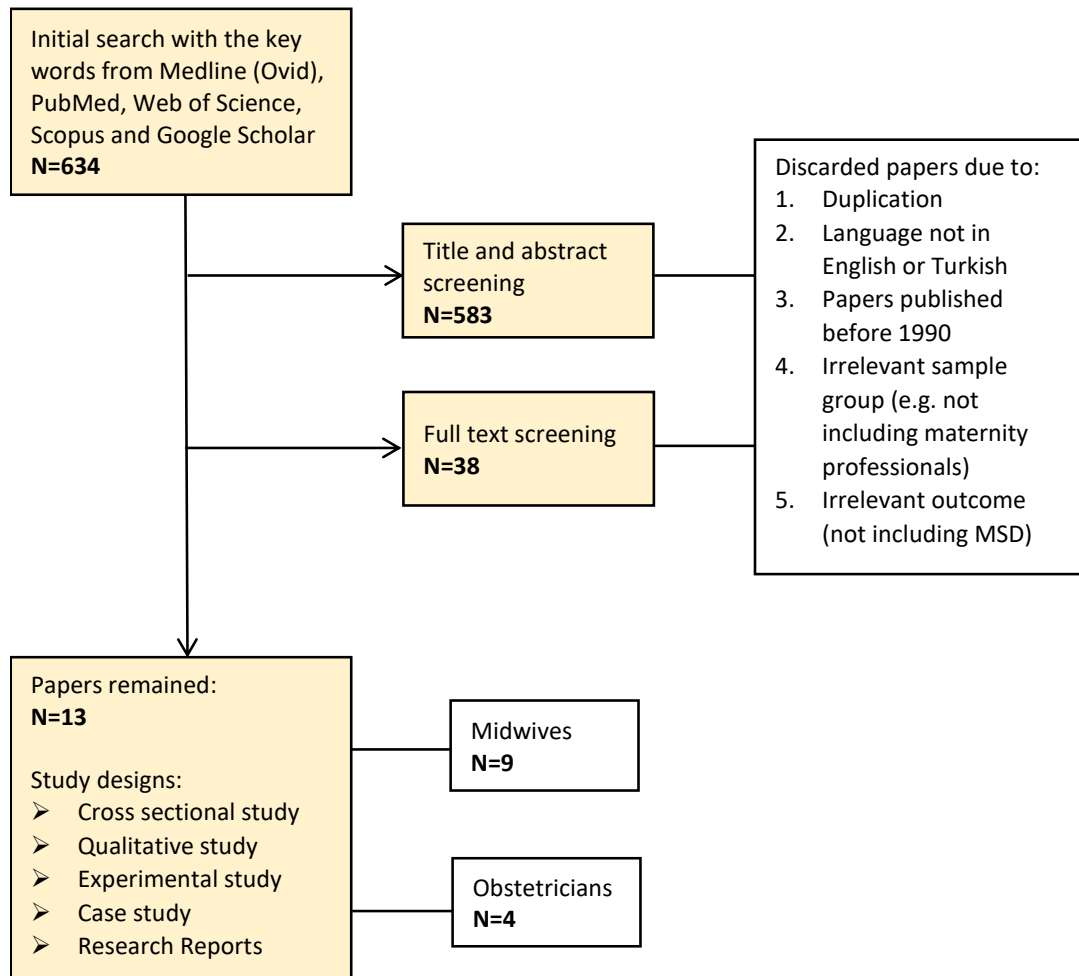 Initial search with the key
words from Medline (Ovid),
PubMed, Web of Science,
Scopus and Google Scholar
N=634
Title and abstract
screening
N=583
Full text screening
N=38
Discarded papers due to:
1. Duplication
2. Language not in
English or Turkish
3. Papers published
before 1990
4. Irrelevant sample
group (e.g. not
including maternity
professionals)
5. Irrelevant outcome
(not including MSD)
Papers remained:
N=13
Study designs:
➢ Cross sectional study
➢ Qualitative study
➢ Experimental study
➢ Case study
➢ Research Reports
Midwives
N=9
Obstetricians
N=4